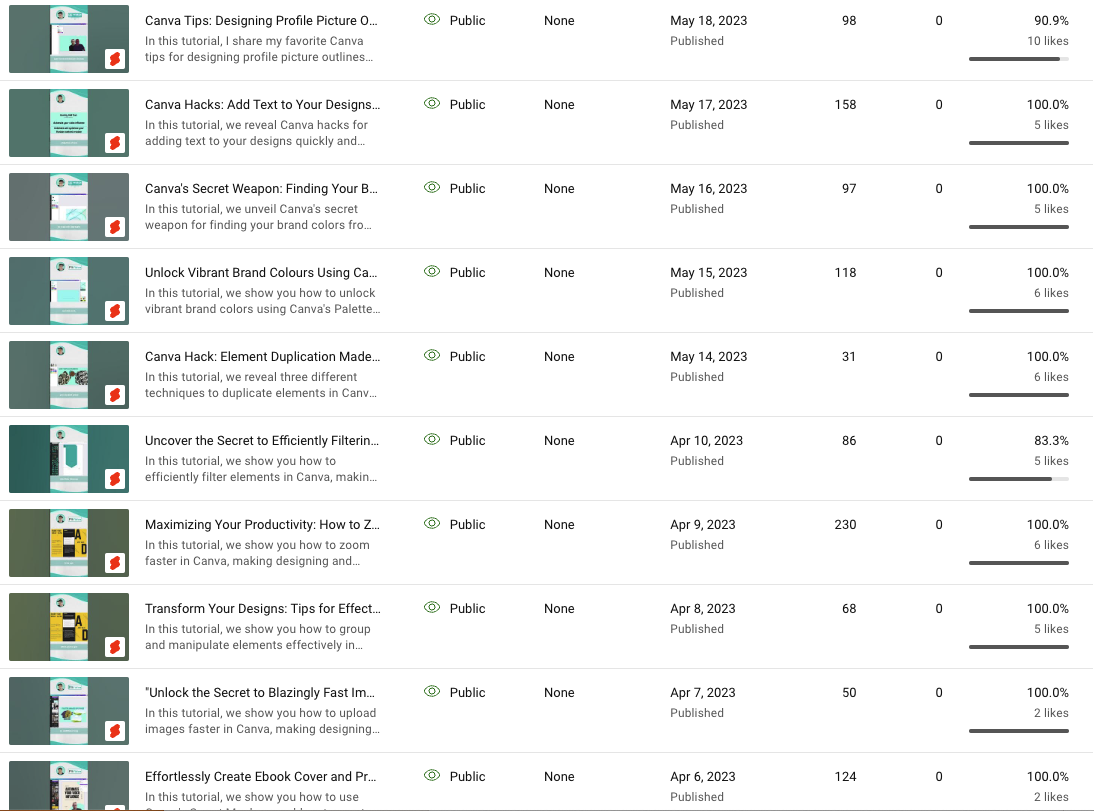 Canva Tips: Designing Profile Picture O...
Public
None
May 18, 2023
98
0
90.9%
In this tutorial, I share my favorite Canva
Published
10 likes
tips for designing profile picture outlines...
Canva Hacks: Add Text to Your Designs...
Public
None
May 17, 2023
158
0
100.0%
In this tutorial, we reveal Canva hacks for
Published
5 likes
adding text to your designs quickly and...
Canva's Secret Weapon: Finding Your B...
Public
None
May 16, 2023
97
0
100.0%
In this tutorial, we unveil Canva's secret
Published
5 likes
weapon for finding your brand colors fro...
Unlock Vibrant Brand Colours Using Ca...
Public
None
May 15, 2023
118
0
100.0%
In this tutorial, we show you how to unlock
Published
6 likes
vibrant brand colors using Canva's Palette...
Canva Hack: Element Duplication Made...
Public
None
May 14, 2023
31
0
100.0%
In this tutorial, we reveal three different
Published
6 likes
techniques to duplicate elements in Canv...
Uncover the Secret to Efficiently Filterin...
Public
None
Apr 10, 2023
86
0
83.3%
In this tutorial, we show you how to
Published
5 likes
efficiently filter elements in Canva, makin...
Maximizing Your Productivity: How to Z...
Public
None
Apr 9, 2023
230
0
100.0%
In this tutorial, we show you how to zoom
Published
6 likes
faster in Canva, making designing and...
Transform Your Designs: Tips for Effect...
Public
None
Apr 8, 2023
68
0
100.0%
In this tutorial, we show you how to group
Published
5 likes
and manipulate elements effectively in...
"Unlock the Secret to Blazingly Fast Im...
Public
None
Apr 7, 2023
50
0
100.0%
In this tutorial, we show you how to upload
Published
2 likes
images faster in Canva, making designing...
Effortlessly Create Ebook Cover and Pr...
Public
None
Apr 6, 2023
124
0
100.0%
In this tutorial, we show you how to use
Published
2 likes